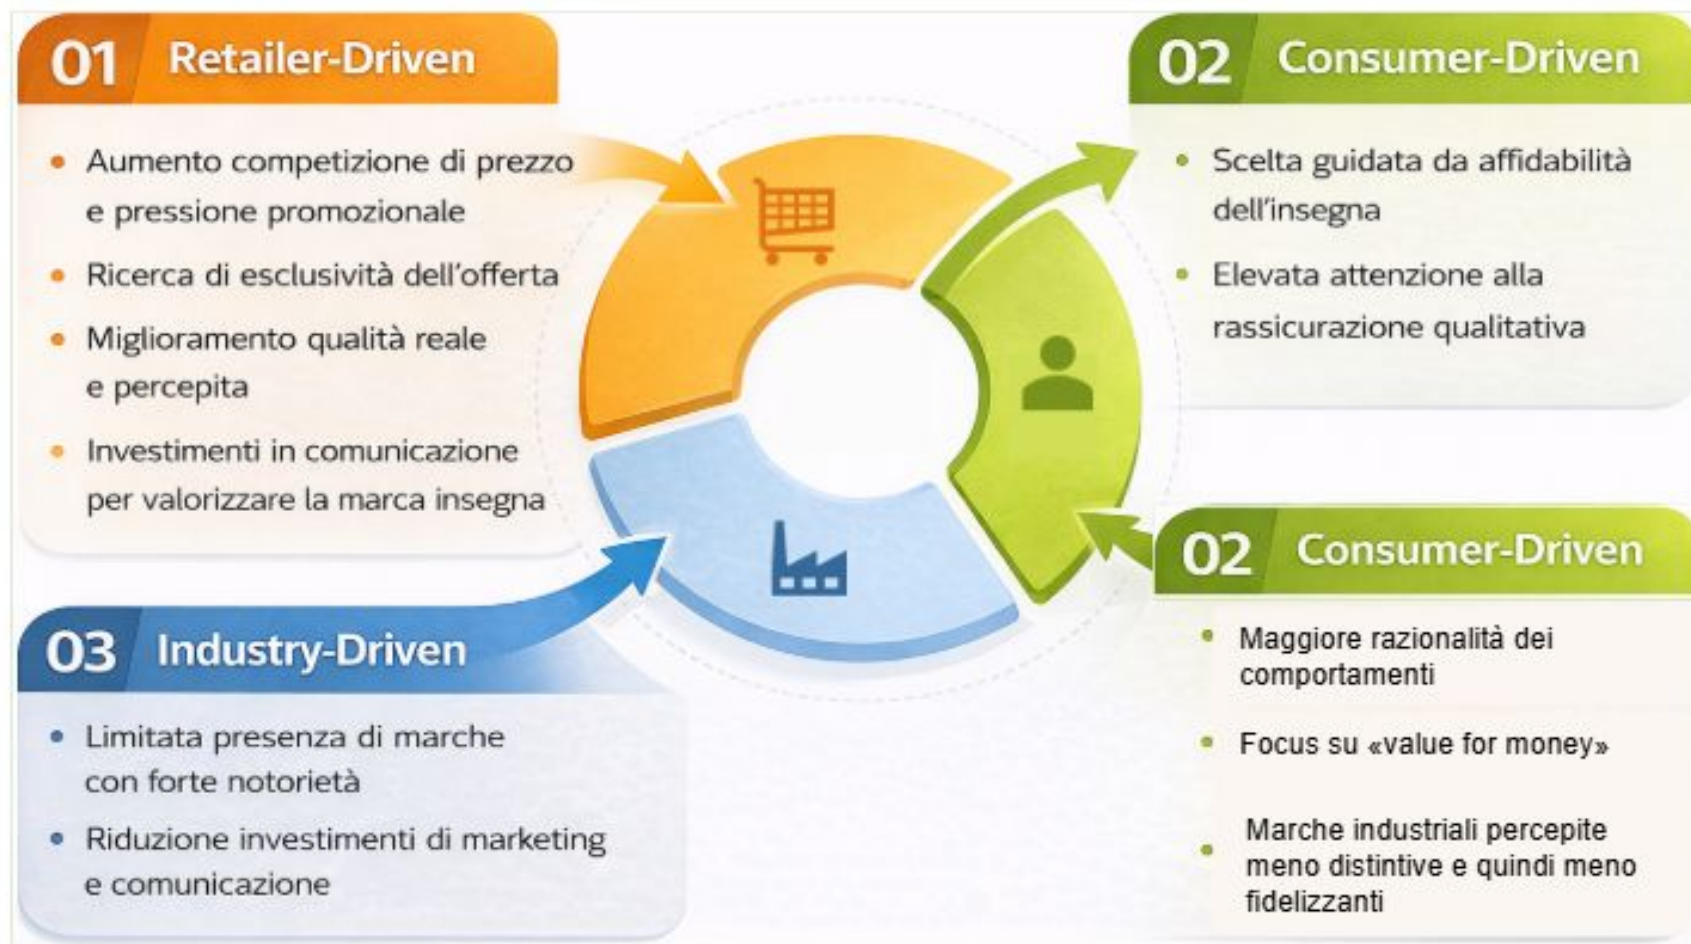 01 Retailer-Driven
Aumento competizione di prezzo
e pressione promozionale
Ricerca di esclusività dell'offerta
Miglioramento qualità reale
e percepita
Investimenti in comunicazione
per valorizzare la marca insegna
02 Consumer-Driven
Scelta guidata da affidabilità
dell'insegna
Elevata attenzione alla
rassicurazione qualitativa
02 Consumer-Driven
Maggiore razionalità dei
comportamenti
Focus su «value for money»
Marche industriali percepite
meno distintive e quindi meno
fidelizzanti
03 Industry-Driven
Limitata presenza di marche
con forte notorietà
Riduzione investimenti di marketing
e comunicazione